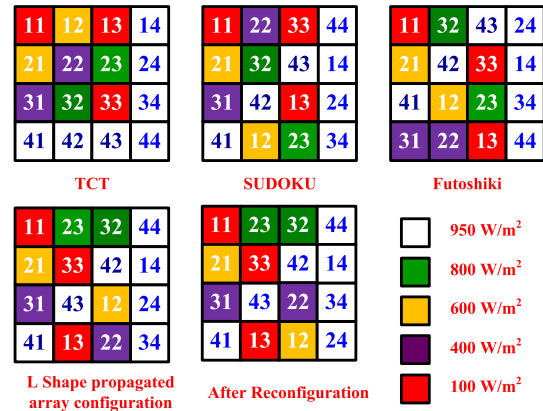 11 12 13 14
21 22 23 24
31 32 33 34
41 42 43 44
TCT
11 22 33 44
21 32 43 14
31 42 13 24
41 12 23 34
SUDOKU
11 32 43 24
21 42 33 14
41 12 23 34
31 22 13 44
Futoshiki
11 23 32 44
21 33 42 14
31 43 12 24
41 13 22 34
L Shape propagated
array configuration
11 23 32 44
21 33 42 14
31 43 22 34
41 13 12 24
After Reconfiguration
950 W/m²
800 W/m²
600 W/m²
400 W/m²
100 W/m²